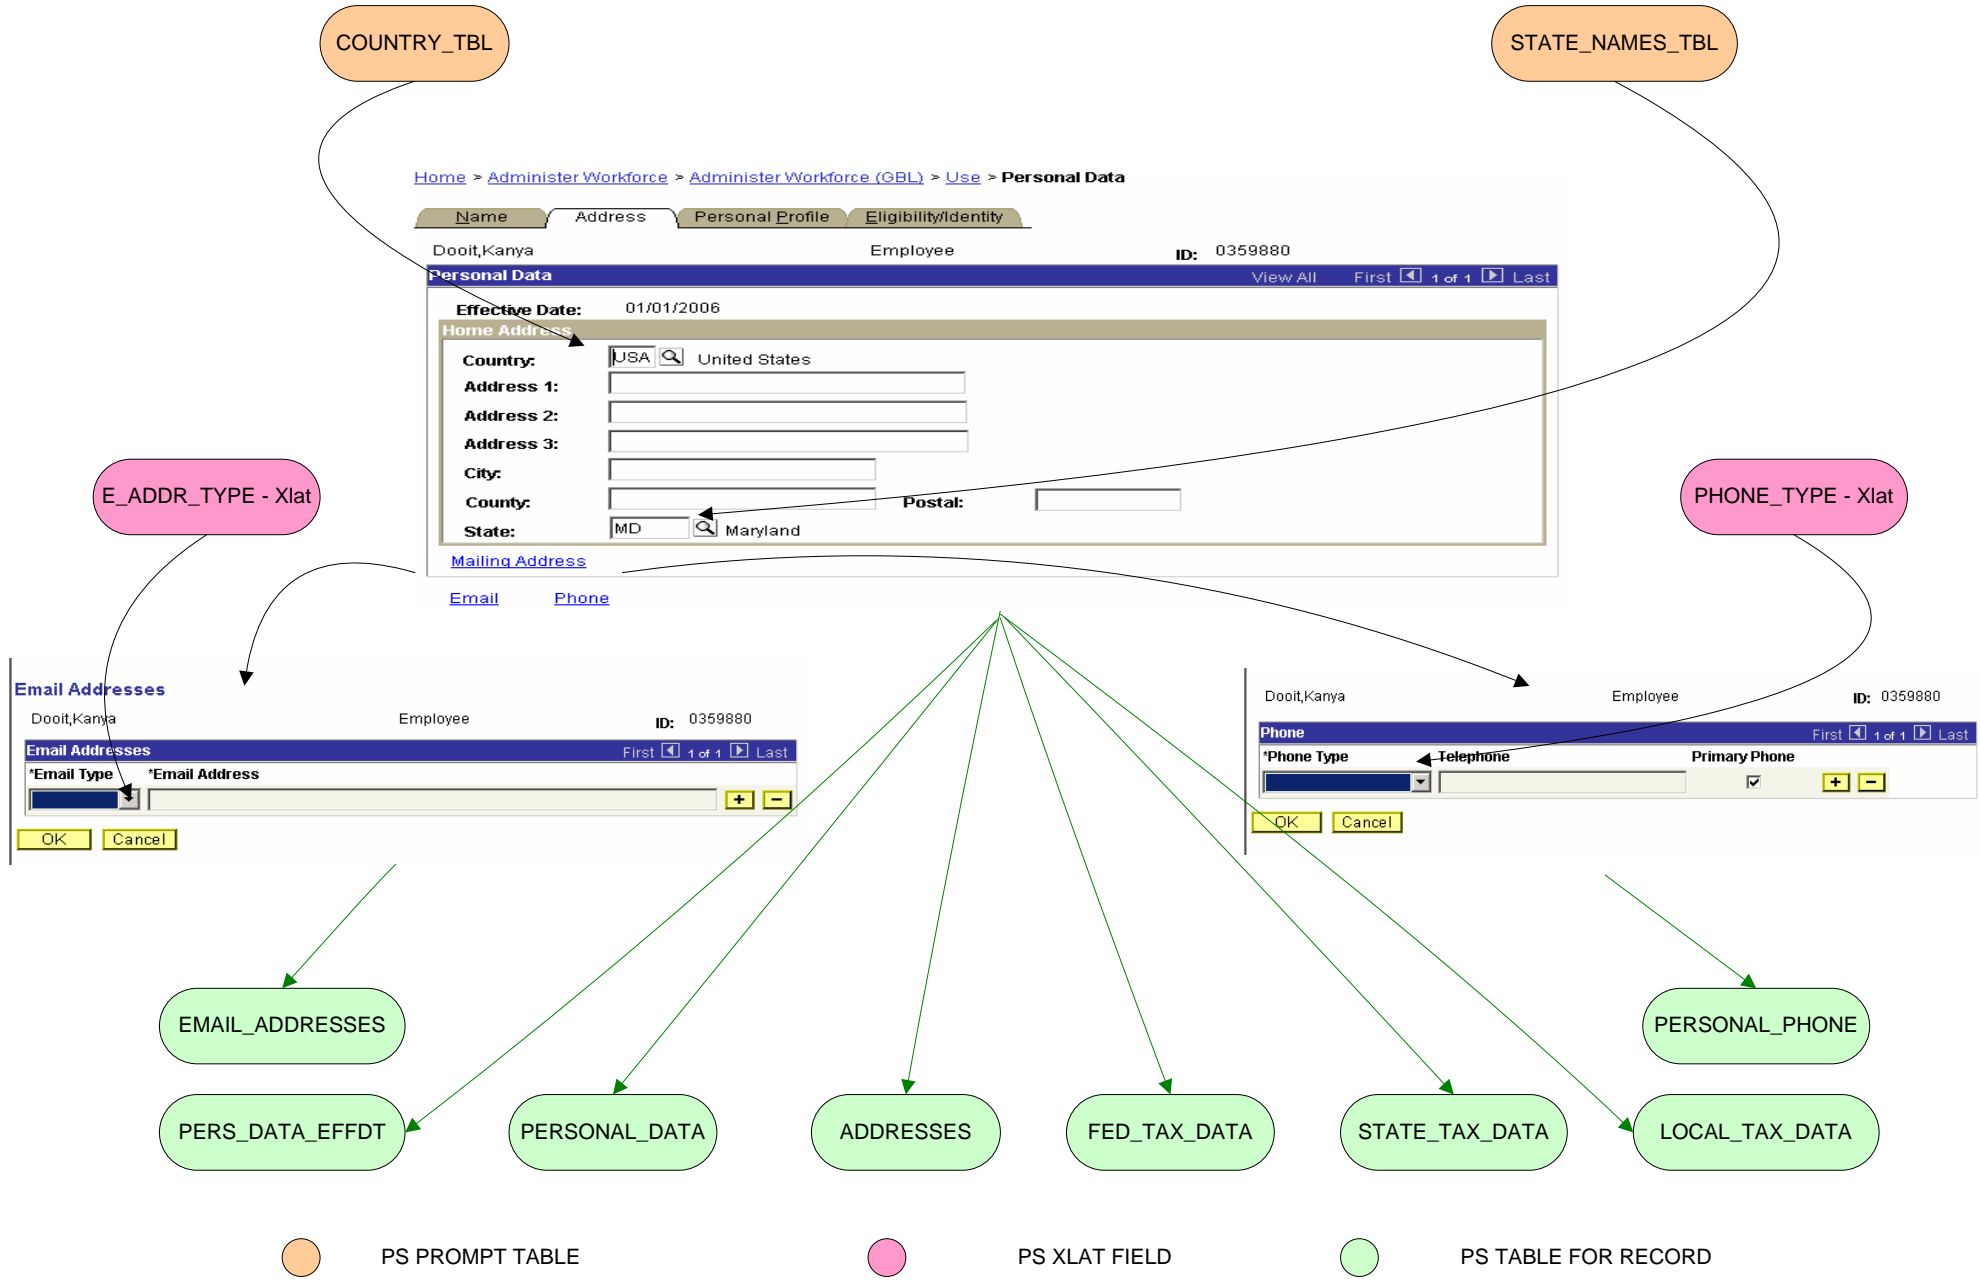 COUNTRY_TBL
STATE_NAMES_TBL
Home > Administer Workforce > Administer Workforce (GBL) > Use > Personal Data
Name Address Personal Profile Eligibility/Identity
Dooit,Kanya Employee ID: 0359880
Personal Data View All First 1 of 1 Last
Effective Date: 01/01/2006
Home Address
Country: USA United States
Address 1:
Address 2:
Address 3:
City:
County: Postal:
State: MD Maryland
Mailing Address
Email Phone
E_ADDR_TYPE - Xlat
PHONE_TYPE - Xlat
Email Addresses
Dooit,Kanya Employee ID: 0359880
Email Addresses First 1 of 1 Last
*Email Type *Email Address
OK Cancel
Dooit,Kanya Employee ID: 0359880
Phone First 1 of 1 Last
*Phone Type Telephone Primary Phone
OK Cancel
EMAIL_ADDRESSES
PERSONAL_PHONE
PERS_DATA_EFFDT
PERSONAL_DATA
ADDRESSES
FED_TAX_DATA
STATE_TAX_DATA
LOCAL_TAX_DATA
PS PROMPT TABLE
PS XLAT FIELD
PS TABLE FOR RECORD